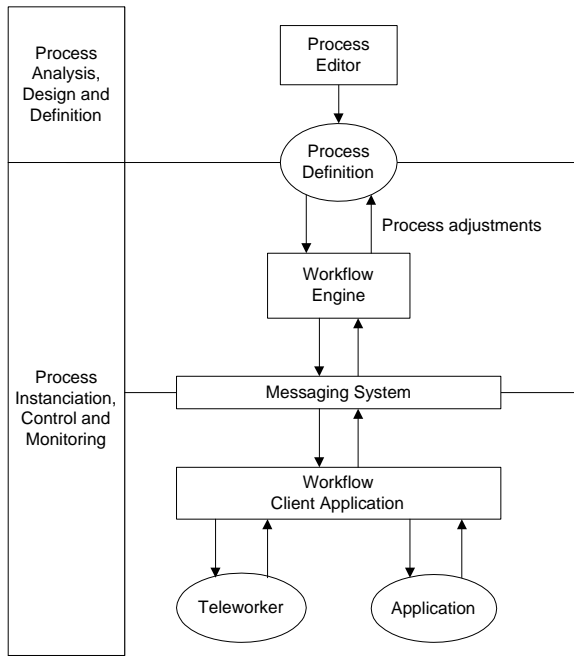 Process
Analysis,
Design and
Definition
Process
Editor
Process
Definition
Process adjustments
Workflow
Engine
Process
Instanciation,
Control and
Monitoring
Messaging System
Workflow
Client Application
Teleworker
Application